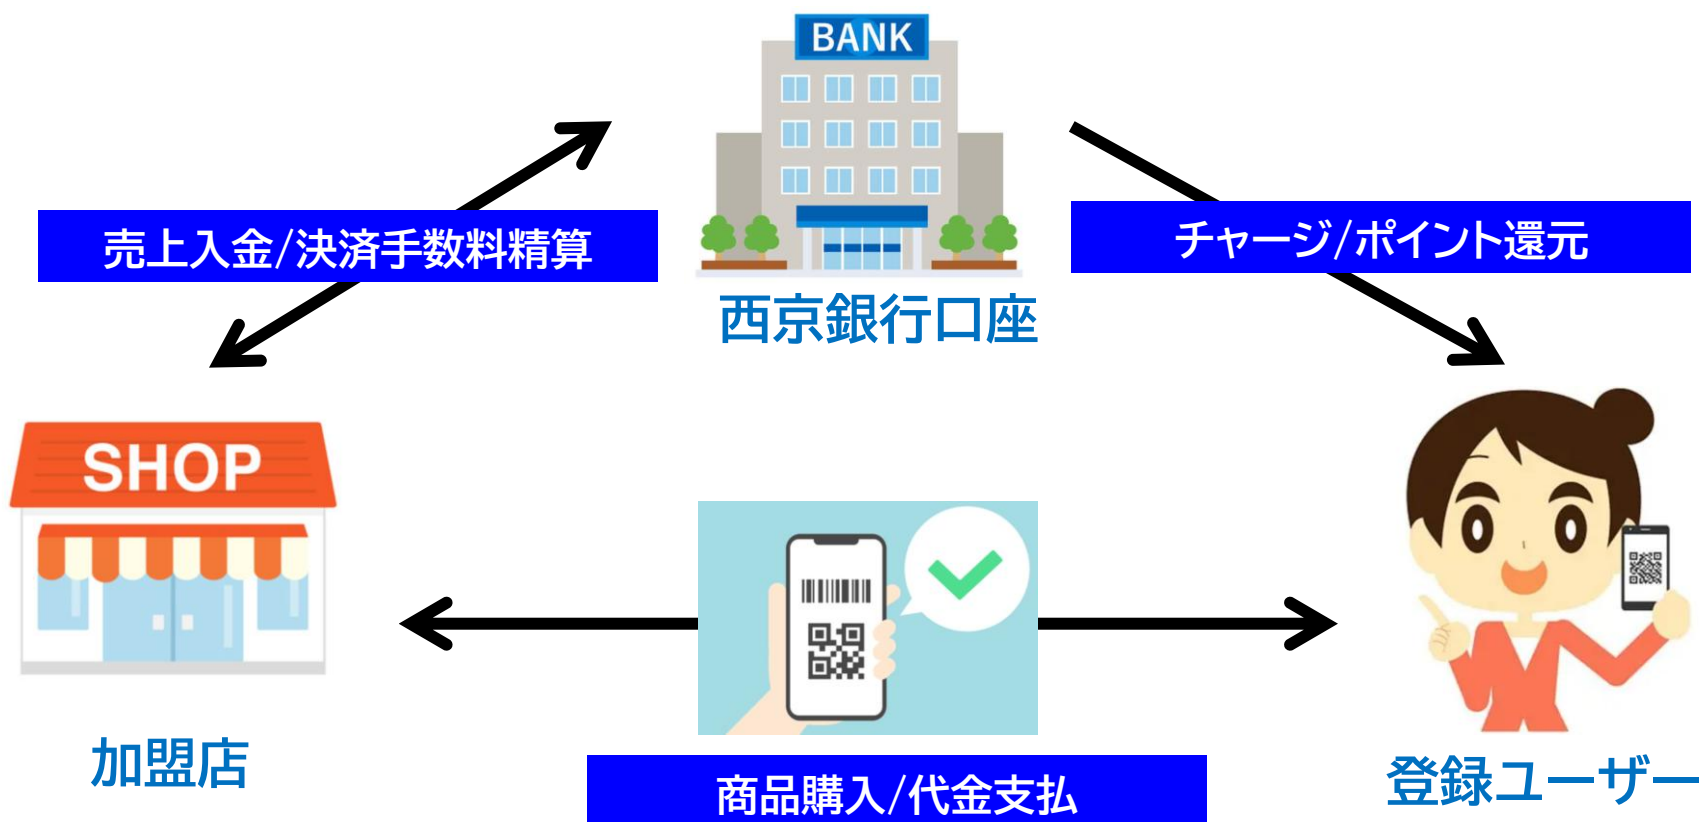 BANK
売上入金/決済手数料精算
チャージ/ポイント還元
西京銀行口座
SHOP
加盟店
商品購入/代金支払
登録ユーザー